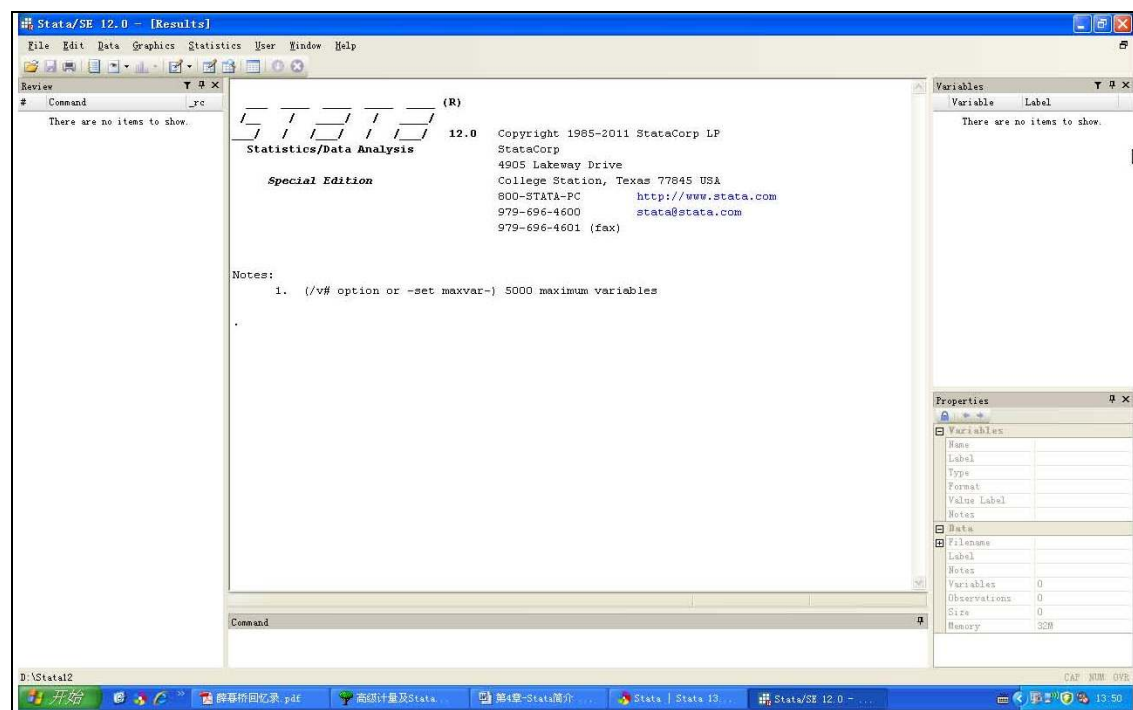 Stata/SE 12.0 - [Results]
File Edit Data Graphics Statistics User Window Help
Review
# Command _rc
There are no items to show.
(R)
12.0 Copyright 1985-2011 StataCorp LP
Statistics/Data Analysis StataCorp
4905 Lakeway Drive
Special Edition College Station, Texas 77845 USA
800-STATA-PC http://www.stata.com
979-696-4600 stata@stata.com
979-696-4601 (fax)
Notes:
1. (/v# option or -set maxvar-) 5000 maximum variables
.
Variables
Variable Label
There are no items to show.
Properties
Variables
Name
Label
Type
Format
Value Label
Notes
Data
Filename
Label
Notes
Variables 0
Observations 0
Size 0
Memory 32M
Command
D:\Stata12
CAP NUM OVR
开始
薛暮桥回忆录.pdf
高级计量及Stata...
第4章-Stata简介 ...
Stata | Stata 13...
Stata/SE 12.0 - ...
13:50